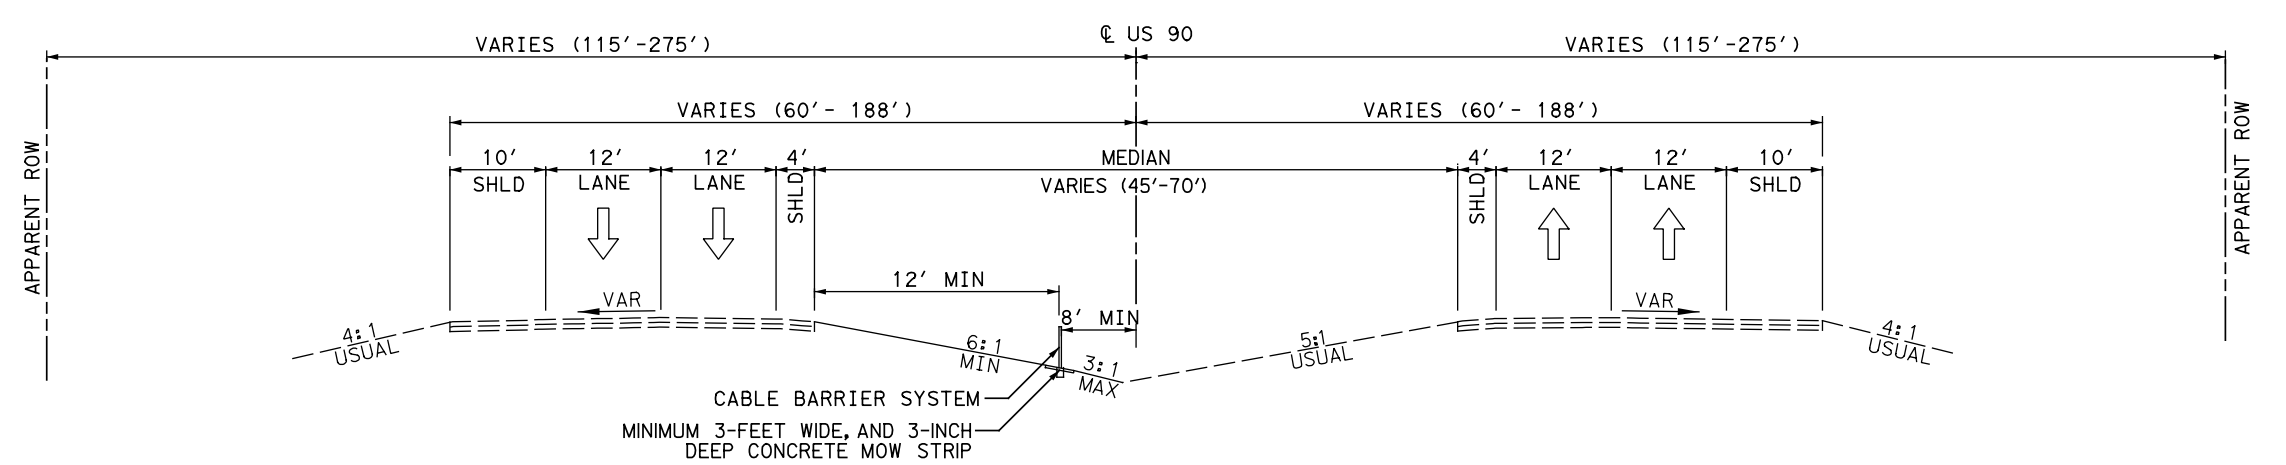 ℄ US 90
VARIES (115'-275')
VARIES (115'-275')
VARIES (60'- 188')
VARIES (60'- 188')
10'
12'
12'
4'
MEDIAN
4'
12'
12'
10'
SHLD
LANE
LANE
SHLD
VARIES (45'-70')
SHLD
LANE
LANE
SHLD
APPARENT ROW
APPARENT ROW
12' MIN
VAR
VAR
8' MIN
4:1
USUAL
6:1
MIN
3:1
MAX
5:1
USUAL
4:1
USUAL
CABLE BARRIER SYSTEM
MINIMUM 3-FEET WIDE, AND 3-INCH
DEEP CONCRETE MOW STRIP